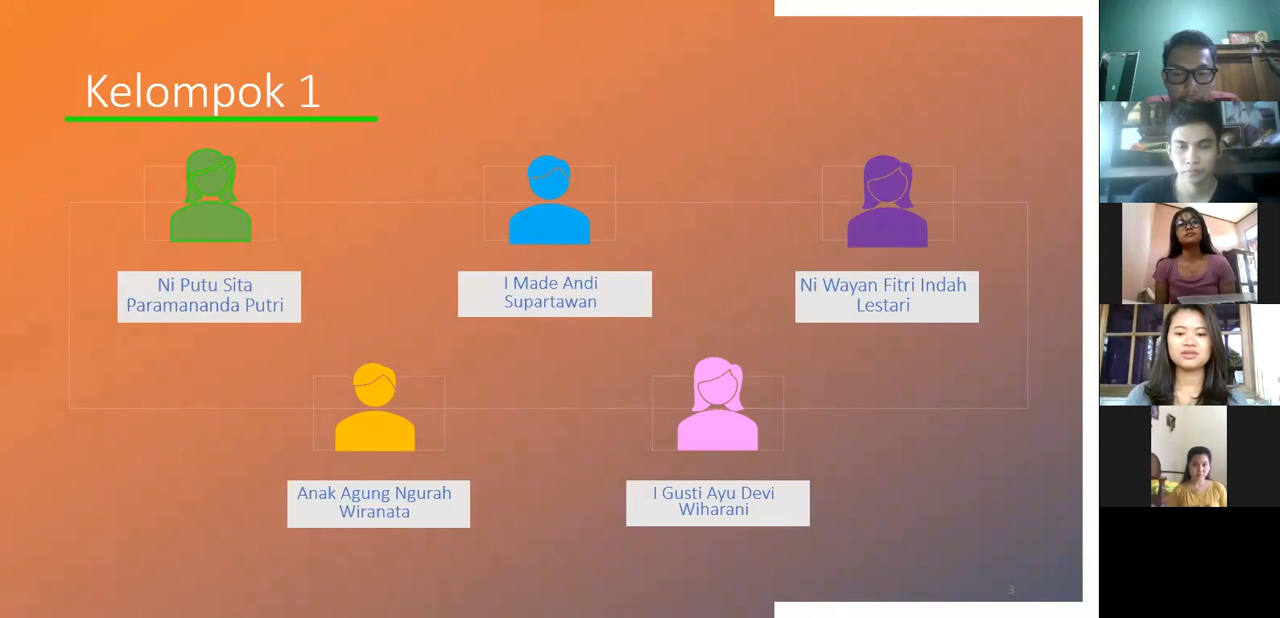 Kelompok 1
Ni Putu Sita
Paramananda Putri
I Made Andi
Supartawan
Ni Wayan Fitri Indah
Lestari
Anak Agung Ngurah
Wiranata
I Gusti Ayu Devi
Wiharani
3